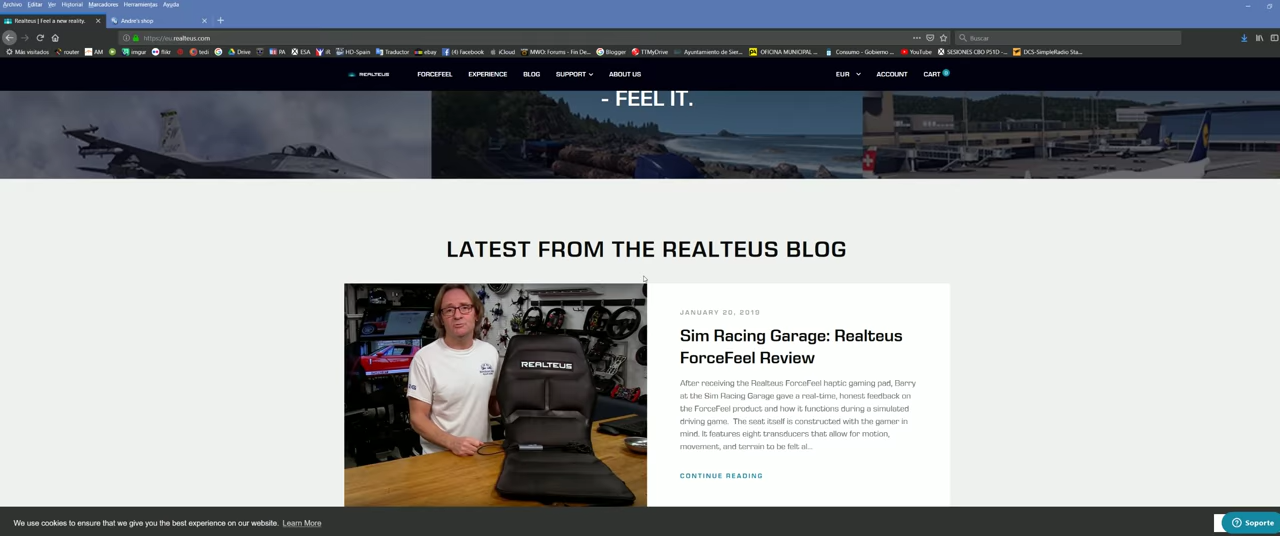 Archivo Editar Ver Historial Marcadores Herramientas Ayuda
Realteus | Feel a new reality.
Andre's shop
https://eu.realteus.com
Buscar
Más visitados router AM imgur flikr tedi Drive PA ESA iR HO-Spain Traductor ebay (4) Facebook iCloud MWO: Forums - Fin De... Blogger TTMyDrive Ayuntamiento de Sier... OFICINA MUNICIPAL ... Consumo - Gobierno ... YouTube SESIONES CBO P51D -... DCS-SimpleRadio Sta...
REALTEUS FORCEFEEL EXPERIENCE BLOG SUPPORT ABOUT US EUR ACCOUNT CART 0
- FEEL IT.
LATEST FROM THE REALTEUS BLOG
REALTEUS
JANUARY 20, 2019
Sim Racing Garage: Realteus
ForceFeel Review
After receiving the Realteus ForceFeel haptic gaming pad, Barry
at the Sim Racing Garage gave a real-time, honest feedback on
the ForceFeel product and how it functions during a simulated
driving game. The seat itself is constructed with the gamer in
mind. It features eight transducers that allow for motion,
movement, and terrain to be felt al...
CONTINUE READING
We use cookies to ensure that we give you the best experience on our website. Learn More
Soporte